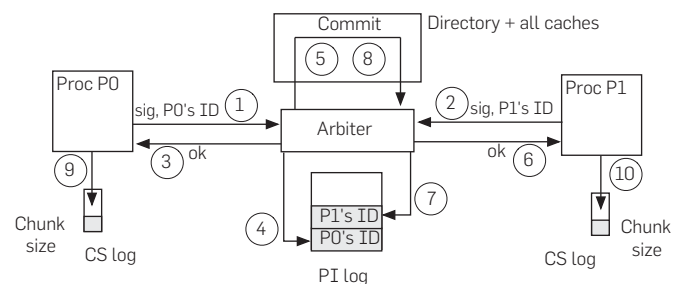 Commit
Directory + all caches
5
8
Proc P0
sig, P0's ID
1
2
sig, P1's ID
Proc P1
Arbiter
3
ok
ok
6
9
10
4
7
P1's ID
P0's ID
Chunk
size
CS log
PI log
CS log
Chunk
size